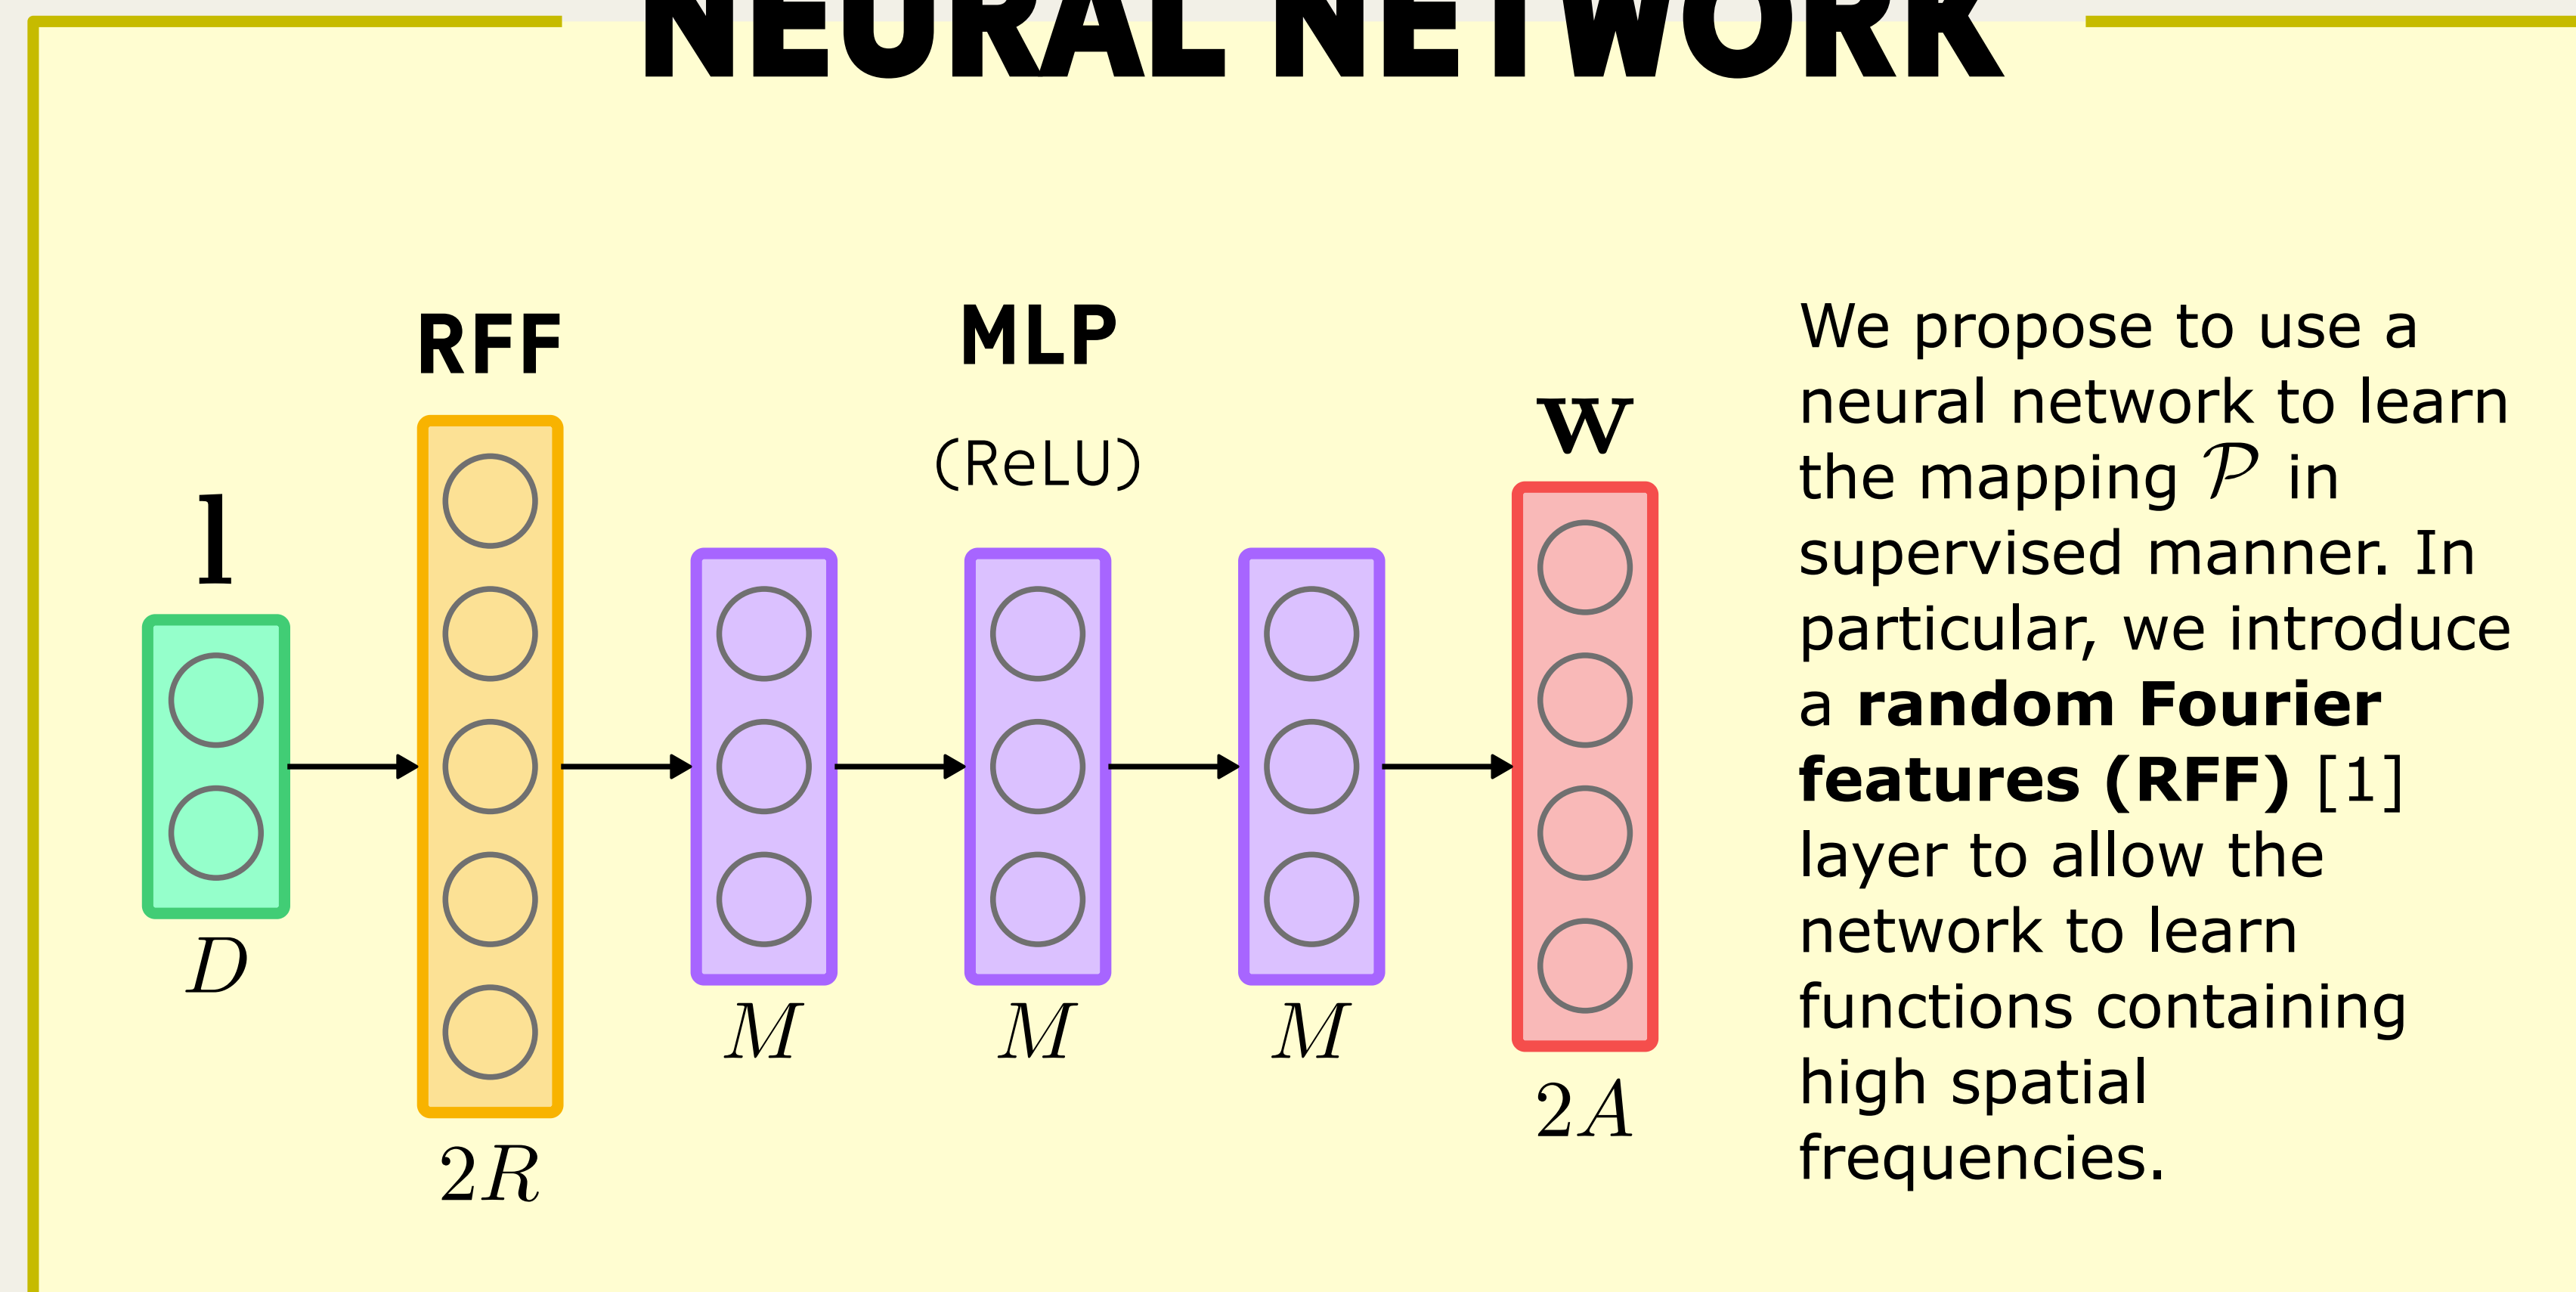 NEURAL NETWORK
RFF
MLP
(ReLU)
l
w
D
2R
M
M
M
2A
We propose to use a
neural network to learn
the mapping 𝒫 in
supervised manner. In
particular, we introduce
a random Fourier
features (RFF) [1]
layer to allow the
network to learn
functions containing
high spatial
frequencies.